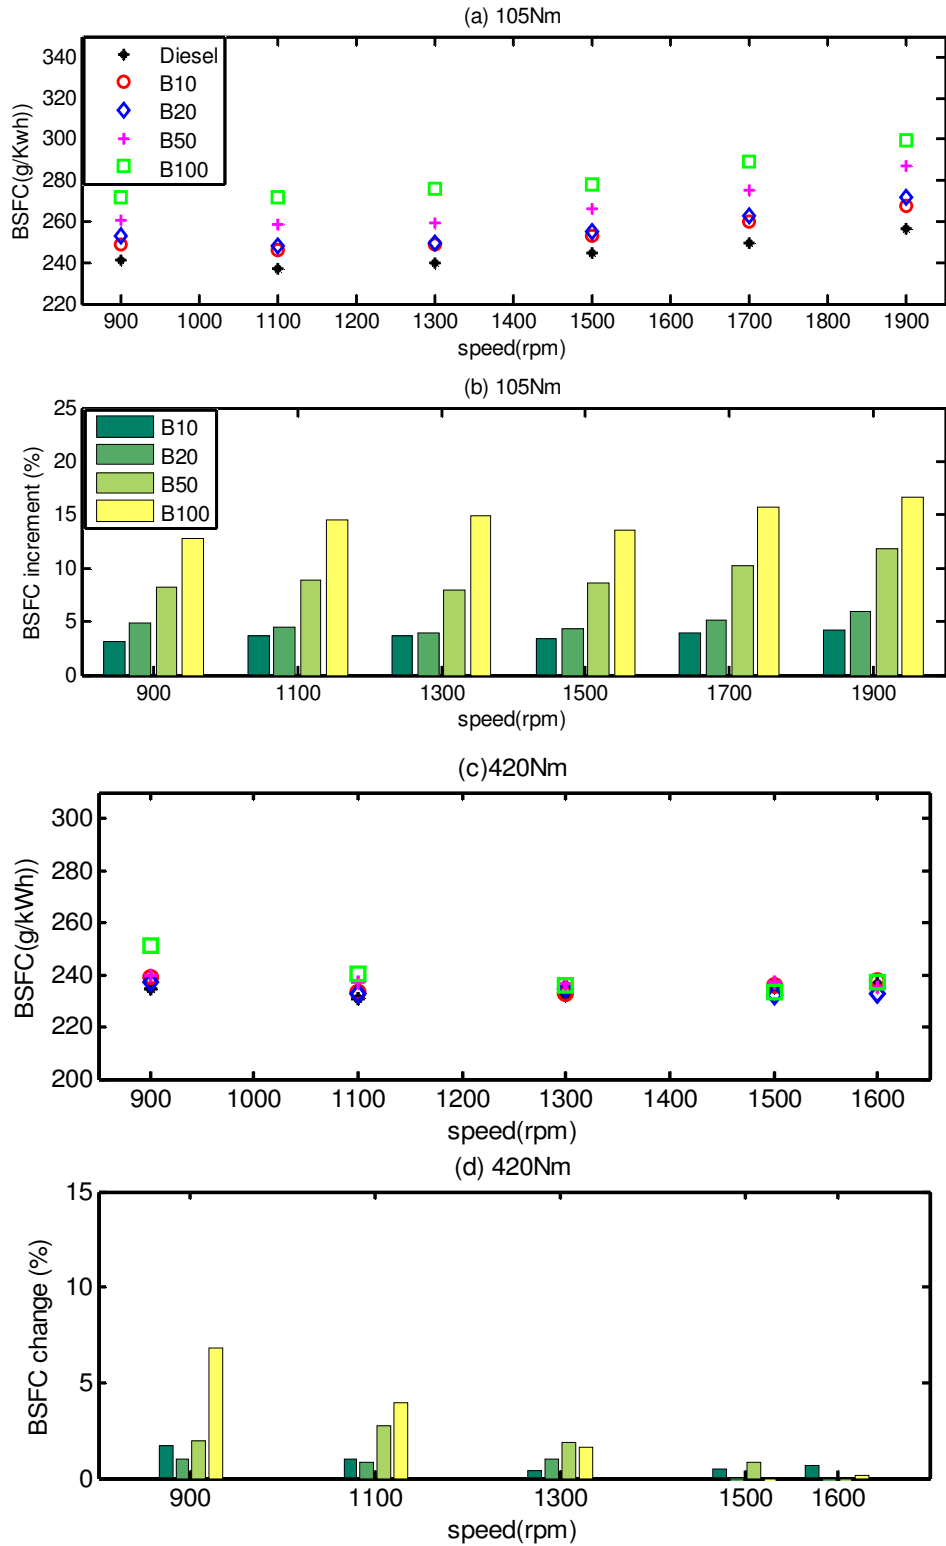 (a) 105Nm
BSFC(g/Kwh))
340
320
300
280
260
240
220
Diesel
B10
B20
B50
B100
900 1000 1100 1200 1300 1400 1500 1600 1700 1800 1900
speed(rpm)
(b) 105Nm
BSFC increment (%)
25
20
15
10
5
0
B10
B20
B50
B100
900 1100 1300 1500 1700 1900
speed(rpm)
(c)420Nm
BSFC(g/kWh))
300
280
260
240
220
200
900 1000 1100 1200 1300 1400 1500 1600
speed(rpm)
(d) 420Nm
BSFC change (%)
15
10
5
0
900 1100 1300 1500 1600
speed(rpm)